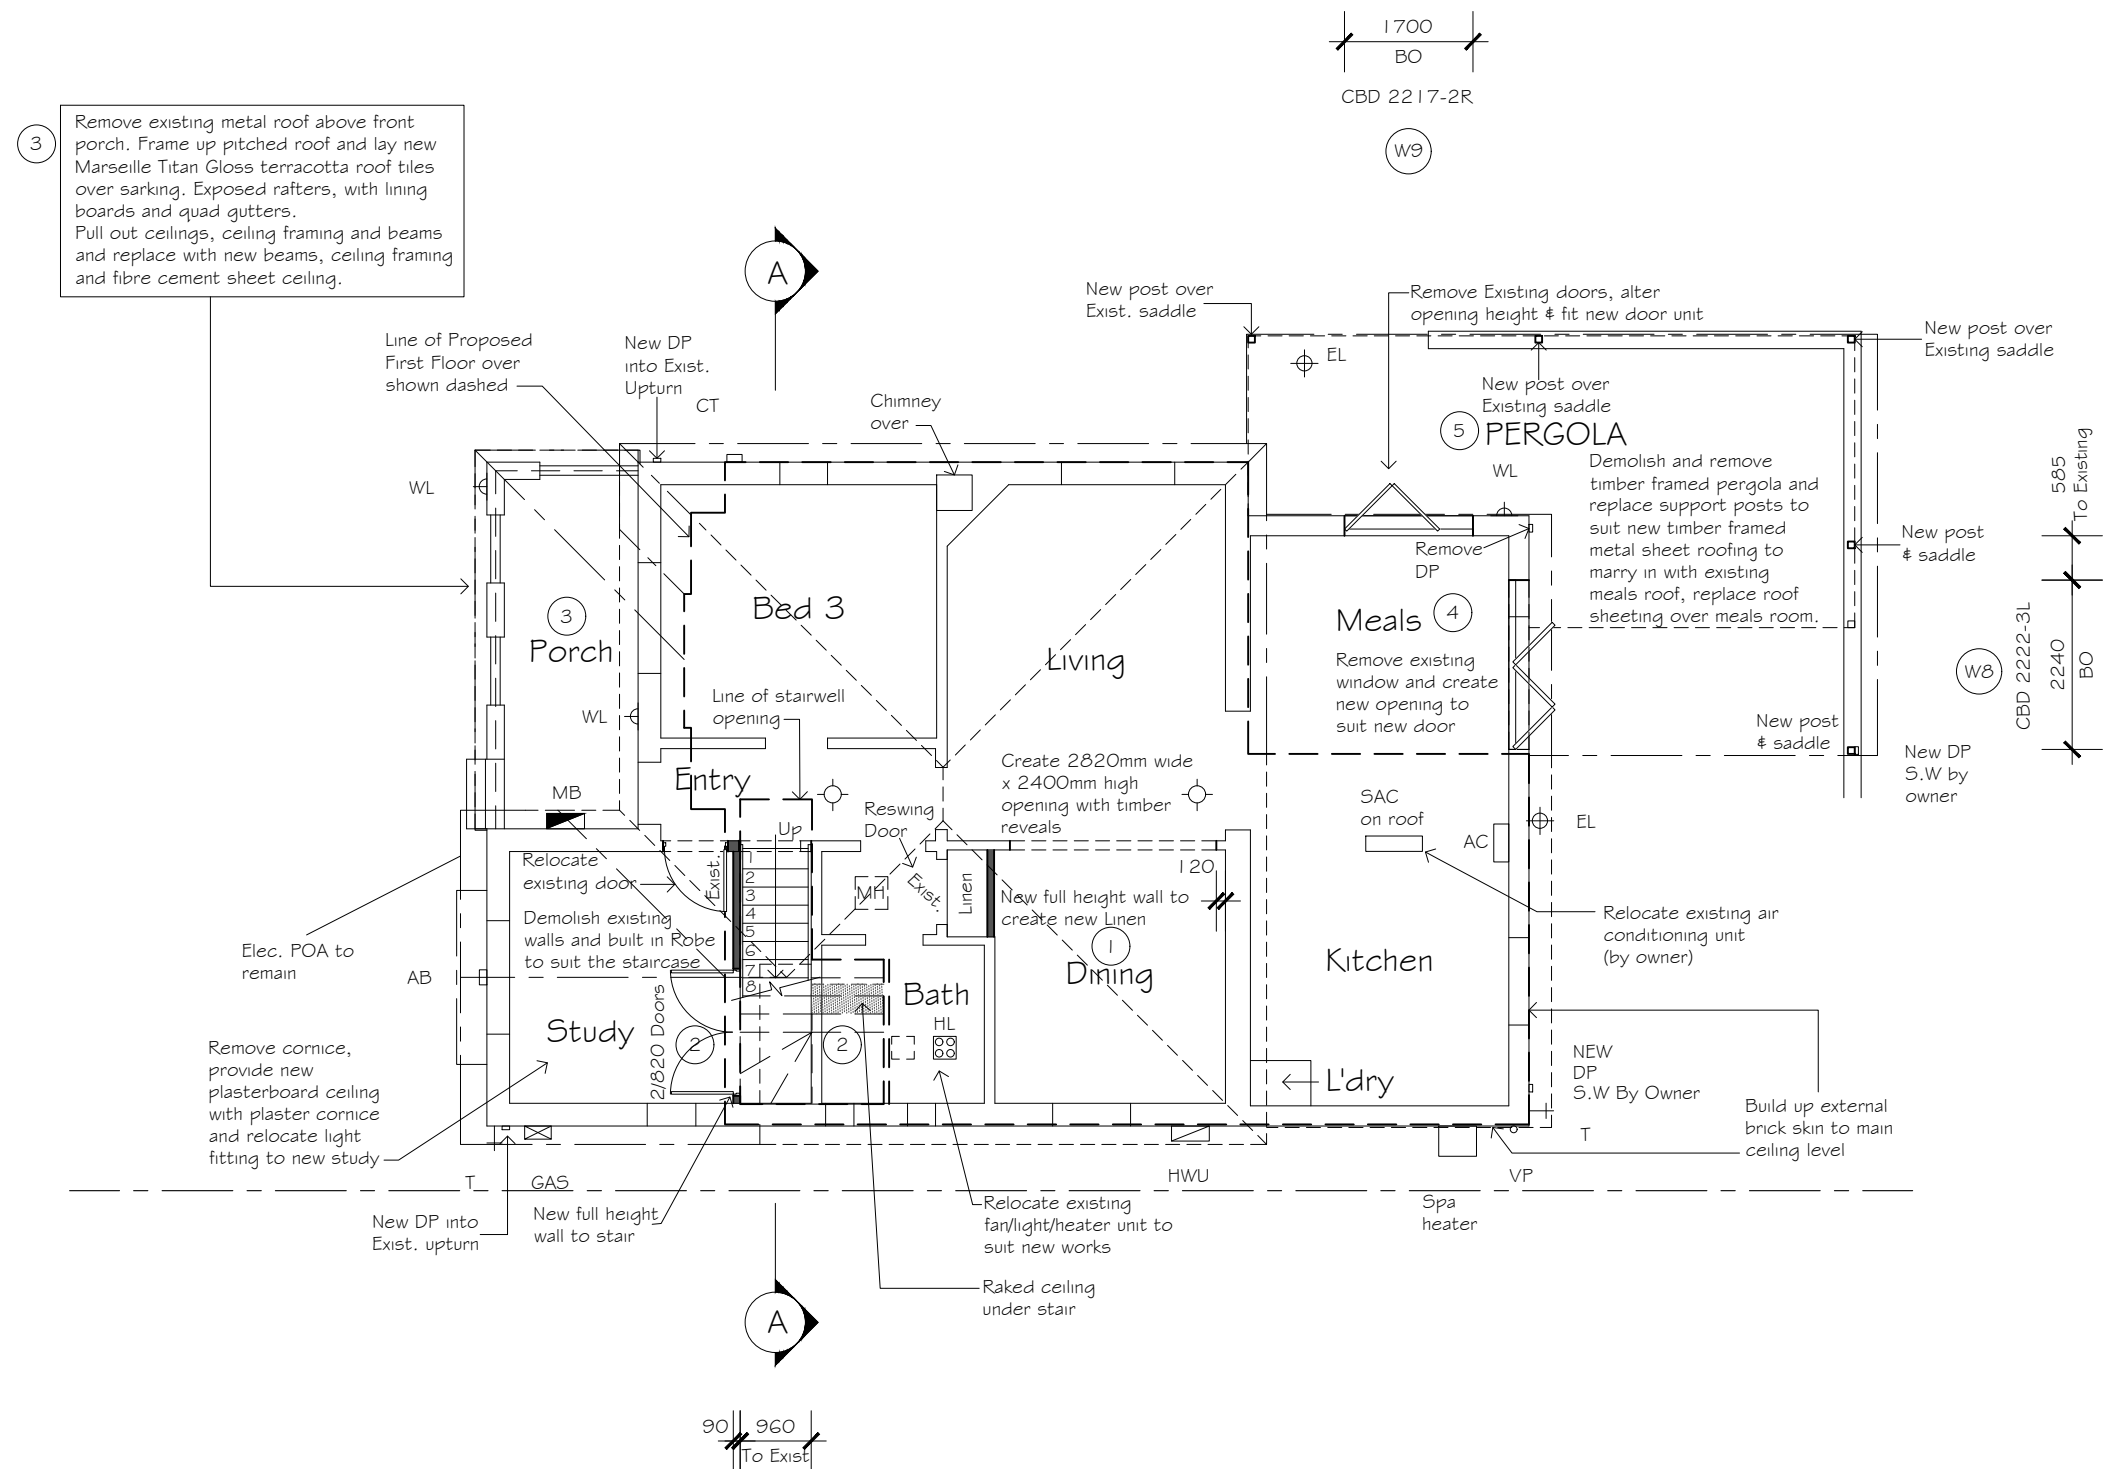 1700
BO
CBD 2217-2R
W9
3
Remove existing metal roof above front
porch. Frame up pitched roof and lay new
Marseille Titan Gloss terracotta roof tiles
over sarking. Exposed rafters, with lining
boards and quad gutters.
Pull out ceilings, ceiling framing and beams
and replace with new beams, ceiling framing
and fibre cement sheet ceiling.
A
New post over
Exist. saddle
Remove Existing doors, alter
opening height & fit new door unit
New post over
Existing saddle
Line of Proposed
First Floor over
shown dashed
New DP
into Exist.
Upturn
CT
Chimney
over
EL
New post over
Existing saddle
5
PERGOLA
WL
Demolish and remove
timber framed pergola and
replace support posts to
suit new timber framed
metal sheet roofing to
marry in with existing
meals roof, replace roof
sheeting over meals room.
585
To Existing
WL
Remove
DP
New post
& saddle
3
Porch
Bed 3
Living
Meals
4
Remove existing
window and create
new opening to
suit new door
W8
CBD 2222-3L
2240
BO
WL
Line of stairwell
opening
New post
& saddle
New DP
S.W by
owner
Entry
Create 2820mm wide
x 2400mm high
opening with timber
reveals
MB
Reswing
Door
SAC
on roof
AC
EL
Up
Relocate
existing door
Exist.
1
2
3
4
5
6
7
8
MH
Exist.
Linen
120
New full height wall to
create new Linen
Demolish existing
walls and built in Robe
to suit the staircase
1
Dining
Kitchen
Relocate existing air
conditioning unit
(by owner)
Elec. POA to
remain
AB
Study
2/820 Doors
2
2
Bath
HL
Remove cornice,
provide new
plasterboard ceiling
with plaster cornice
and relocate light
fitting to new study
L'dry
NEW
DP
S.W By Owner
Build up external
brick skin to main
ceiling level
T
T
GAS
HWU
VP
New DP into
Exist. upturn
New full height
wall to stair
Relocate existing
fan/light/heater unit to
suit new works
Spa
heater
Raked ceiling
under stair
A
90
960
To Exist